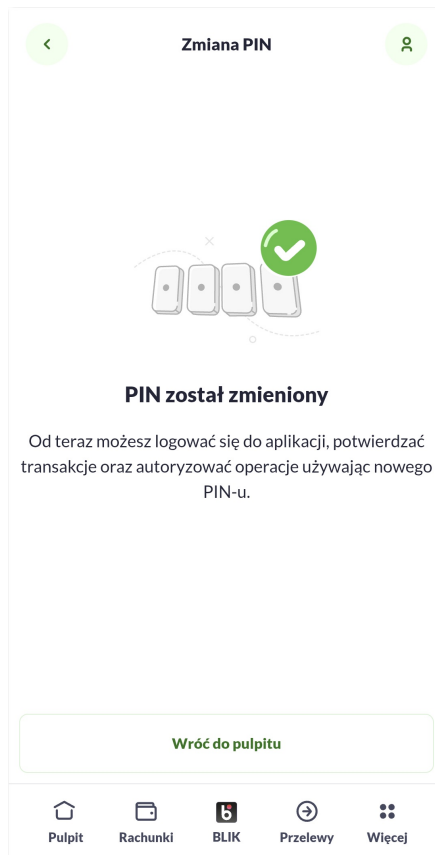 Zmiana PIN
PIN został zmieniony
Od teraz możesz logować się do aplikacji, potwierdzać
transakcje oraz autoryzować operacje używając nowego
PIN-u.
Wróć do pulpitu
Pulpit
Rachunki
BLIK
Przelewy
Więcej